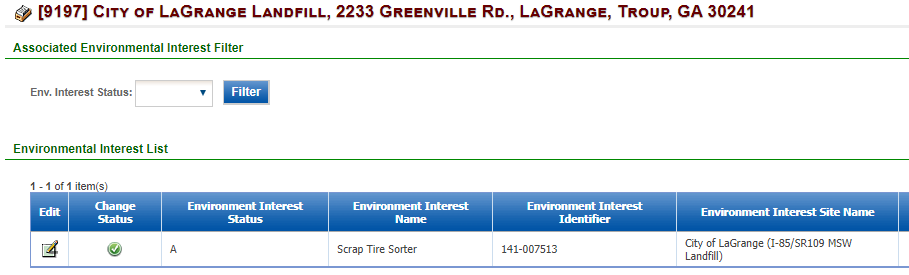 [9197] City of LaGrange Landfill, 2233 Greenville Rd., LaGrange, Troup, GA 30241
Associated Environmental Interest Filter
Env. Interest Status: Filter
Environmental Interest List
1 - 1 of 1 item(s)
Edit Change Status Environment Interest Status Environment Interest Name Environment Interest Identifier Environment Interest Site Name
A Scrap Tire Sorter 141-007513 City of LaGrange (I-85/SR109 MSW
Landfill)